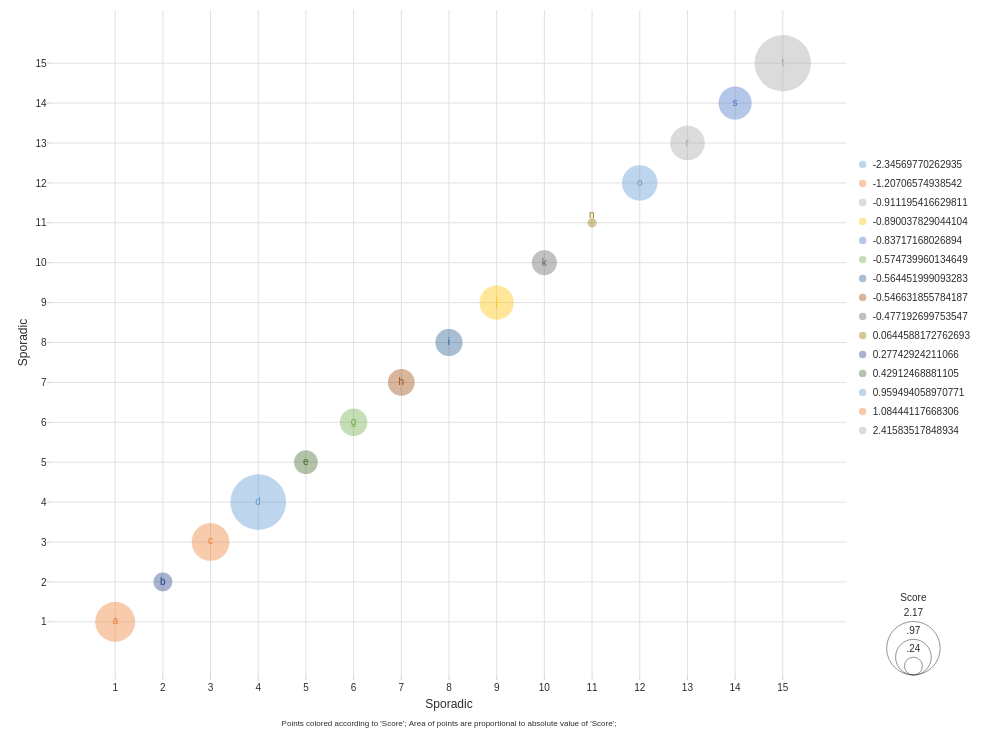 15
14
13
12
11
10
9
8
7
6
5
4
3
2
1
Sporadic
t
s
r
o
n
k
j
i
h
g
e
d
c
b
a
1 2 3 4 5 6 7 8 9 10 11 12 13 14 15
Sporadic
Points colored according to 'Score'; Area of points are proportional to absolute value of 'Score';
-2.34569770262935
-1.20706574938542
-0.911195416629811
-0.890037829044104
-0.83717168026894
-0.574739960134649
-0.564451999093283
-0.546631855784187
-0.477192699753547
0.0644588172762693
0.27742924211066
0.42912468881105
0.959494058970771
1.08444117668306
2.41583517848934
Score
2.17
.97
.24